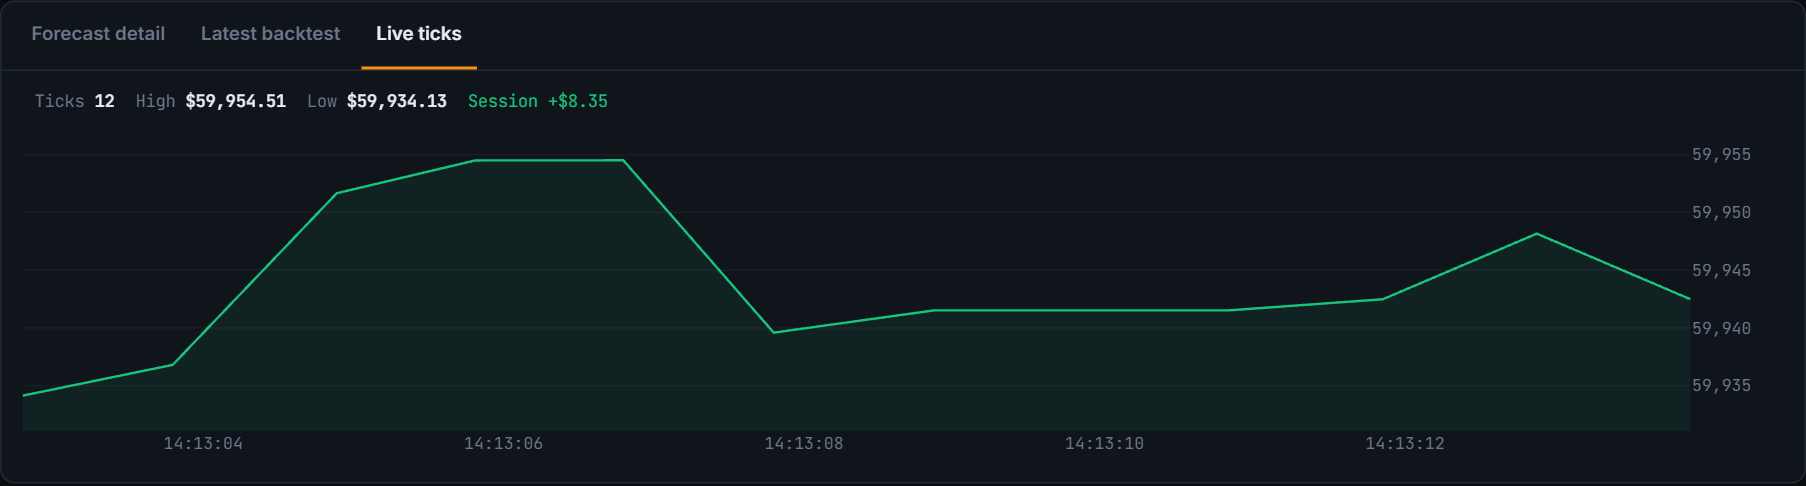 Forecast detail Latest backtest Live ticks
Ticks 12 High $59,954.51 Low $59,934.13 Session +$8.35
59,955
59,950
59,945
59,940
59,935
14:13:04 14:13:06 14:13:08 14:13:10 14:13:12